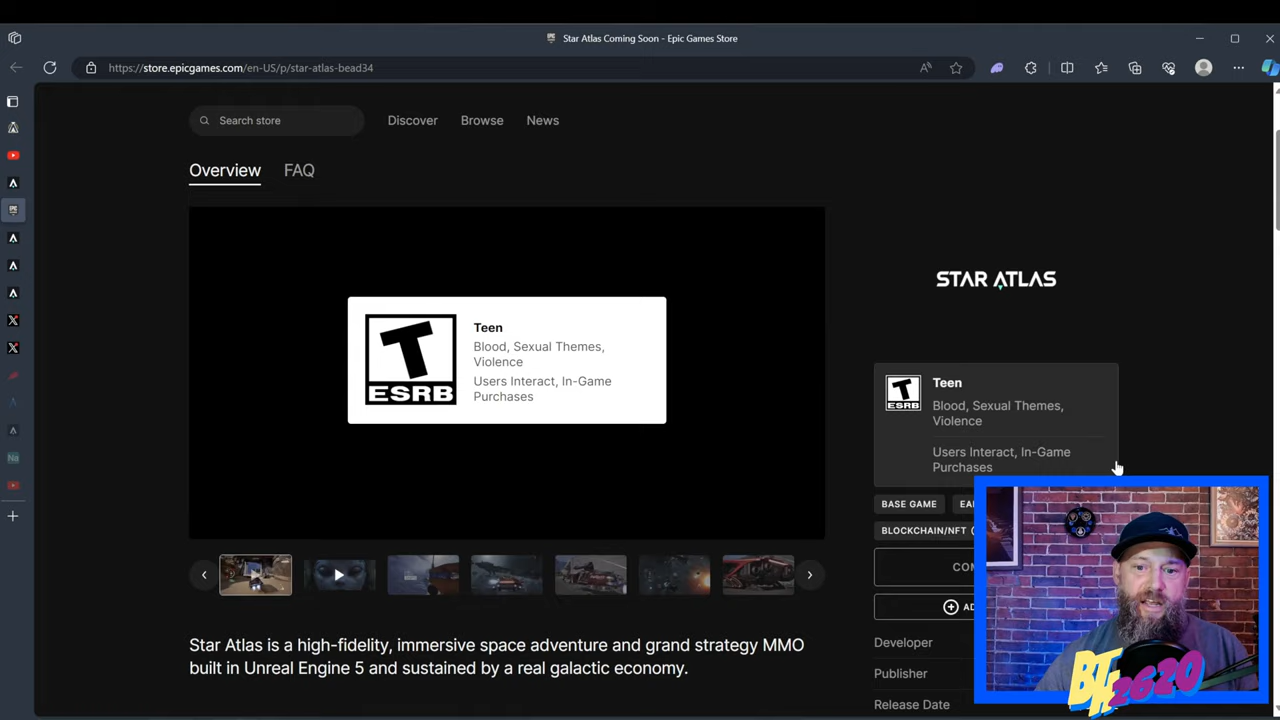 Star Atlas Coming Soon - Epic Games Store
https://store.epicgames.com/en-US/p/star-atlas-bead34
Search store
Discover
Browse
News
Overview
FAQ
T
ESRB
Teen
Blood, Sexual Themes,
Violence
Users Interact, In-Game
Purchases
STAR ATLAS
T
ESRB
Teen
Blood, Sexual Themes,
Violence
Users Interact, In-Game
Purchases
BASE GAME
BLOCKCHAIN/NFT
Star Atlas is a high-fidelity, immersive space adventure and grand strategy MMO
built in Unreal Engine 5 and sustained by a real galactic economy.
Developer
Publisher
Release Date